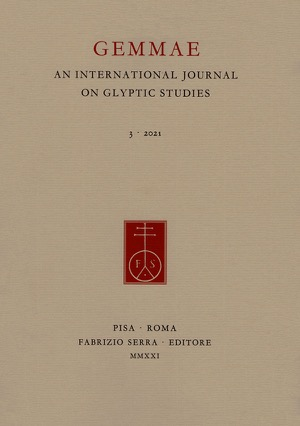 GEMMAE
AN INTERNATIONAL JOURNAL
ON GLYPTIC STUDIES
3 · 2021
F S
PISA · ROMA
FABRIZIO SERRA · EDITORE
MMXXI